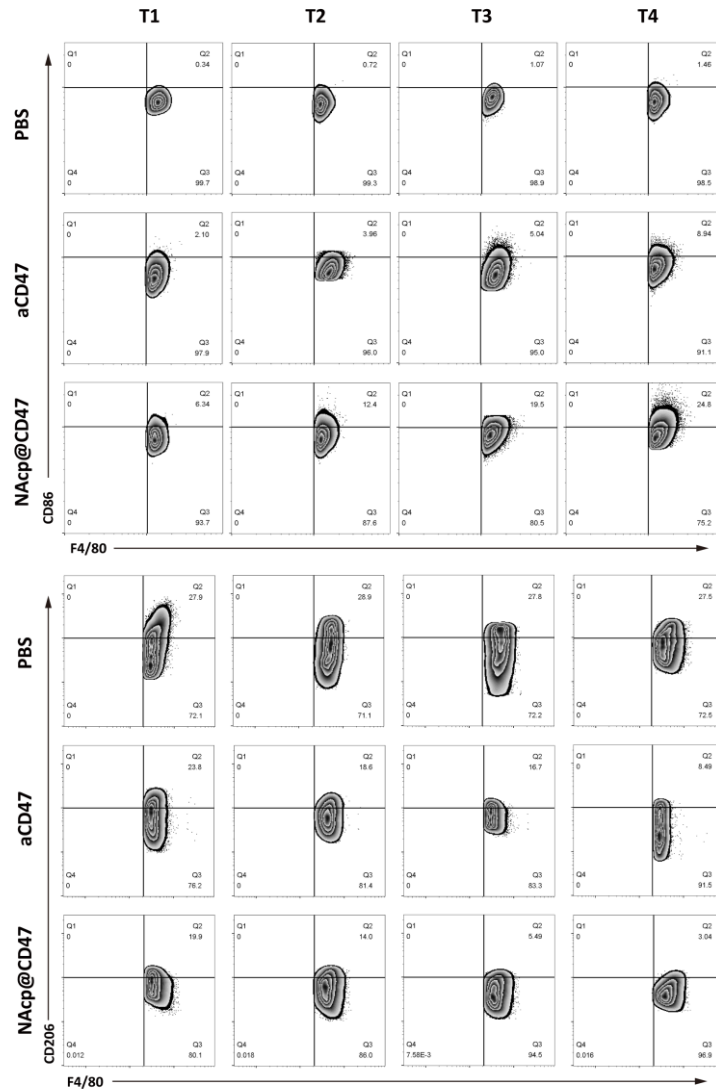 T1 T2 T3 T4
PBS
Q1 Q2 Q1 Q2 Q1 Q2 Q1 Q2
0 0.34 0 0.72 0 1.07 0 1.46
Q4 Q3 Q4 Q3 Q4 Q3 Q4 Q3
0 99.7 0 99.3 0 98.9 0 98.5
aCD47
Q1 Q2 Q1 Q2 Q1 Q2 Q1 Q2
0 2.10 0 3.96 0 5.04 0 8.94
Q4 Q3 Q4 Q3 Q4 Q3 Q4 Q3
0 97.9 0 96.0 0 95.0 0 91.1
NAcp@CD47
Q1 Q2 Q1 Q2 Q1 Q2 Q1 Q2
0 6.34 0 12.4 0 19.5 0 24.8
Q4 Q3 Q4 Q3 Q4 Q3 Q4 Q3
0 93.7 0 87.6 0 80.5 0 75.2
CD86
F4/80
PBS
Q1 Q2 Q1 Q2 Q1 Q2 Q1 Q2
0 27.9 0 28.9 0 27.8 0 27.5
Q4 Q3 Q4 Q3 Q4 Q3 Q4 Q3
0 72.1 0 71.1 0 72.2 0 72.5
aCD47
Q1 Q2 Q1 Q2 Q1 Q2 Q1 Q2
0 23.8 0 18.6 0 16.7 0 8.49
Q4 Q3 Q4 Q3 Q4 Q3 Q4 Q3
0 76.2 0 81.4 0 83.3 0 91.5
NAcp@CD47
Q1 Q2 Q1 Q2 Q1 Q2 Q1 Q2
0 19.9 0 14.0 0 5.49 0 3.04
Q4 Q3 Q4 Q3 Q4 Q3 Q4 Q3
0.012 80.1 0.018 86.0 7.58E-3 94.5 0.016 96.9
CD206
F4/80